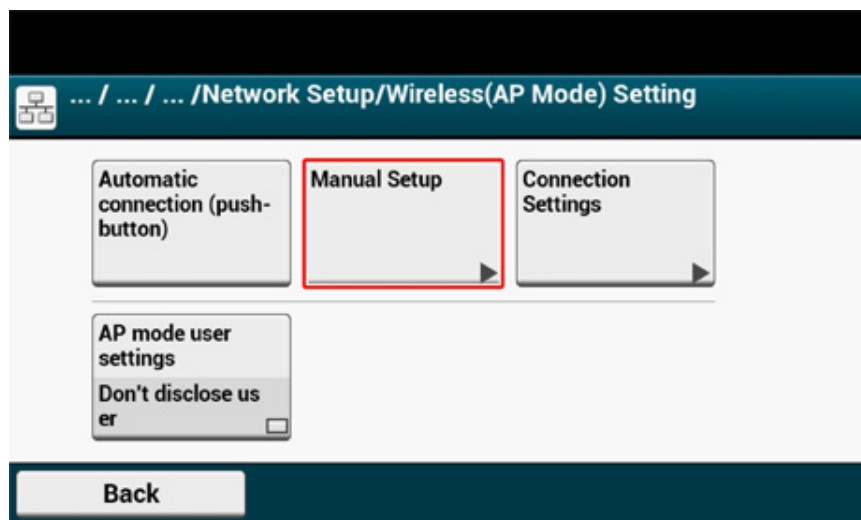 ... / ... / ... /Network Setup/Wireless(AP Mode) Setting
Automatic
connection (push-
button)
Manual Setup
Connection
Settings
AP mode user
settings
Don't disclose us
er
Back